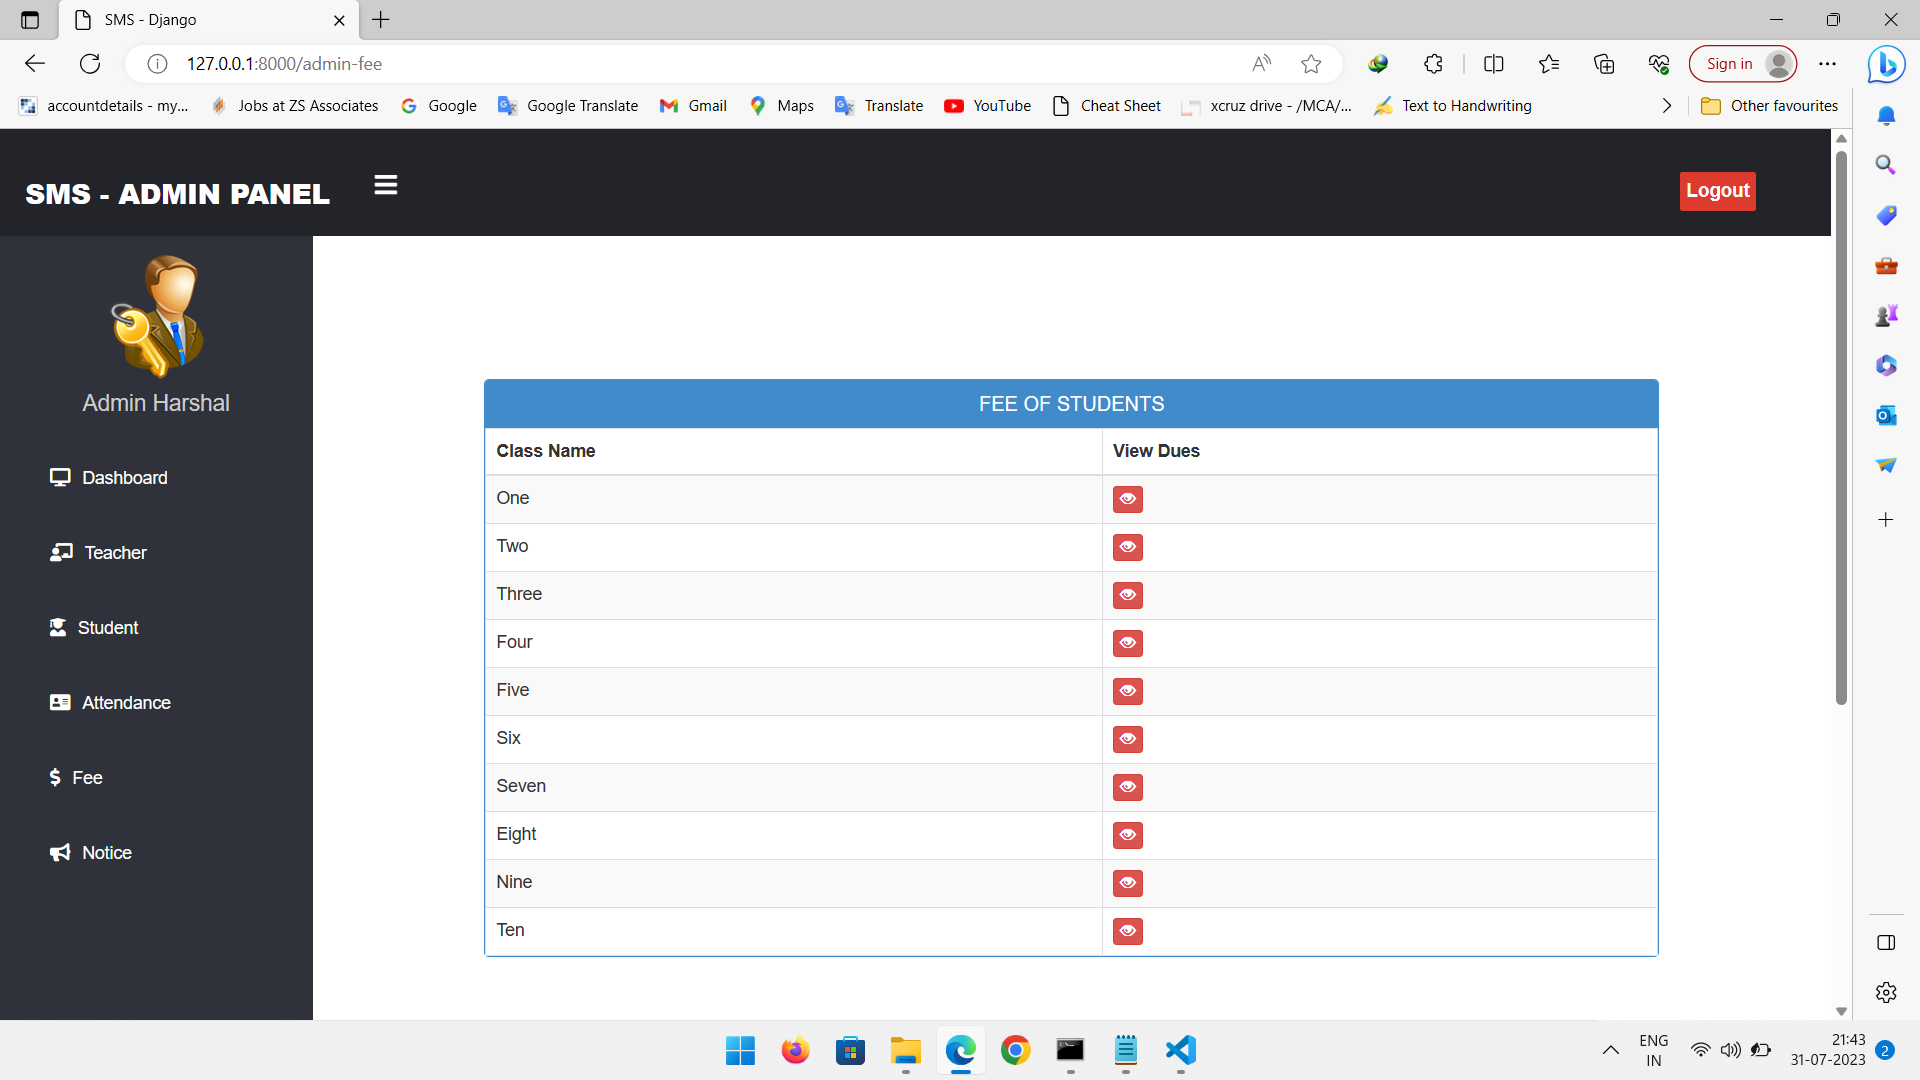 SMS - Django
127.0.0.1:8000/admin-fee
Sign in
accountdetails - my...
Jobs at ZS Associates
Google
Google Translate
Gmail
Maps
Translate
YouTube
Cheat Sheet
xcruz drive - /MCA/...
Text to Handwriting
Other favourites
SMS - ADMIN PANEL
Logout
Admin Harshal
Dashboard
Teacher
Student
Attendance
Fee
Notice
FEE OF STUDENTS
Class Name View Dues
One
Two
Three
Four
Five
Six
Seven
Eight
Nine
Ten
ENG
IN
21:43
31-07-2023
2